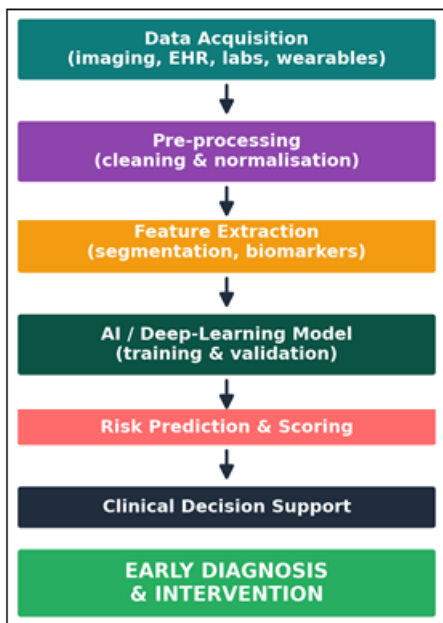 Data Acquisition
(imaging, EHR, labs, wearables)
Pre-processing
(cleaning & normalisation)
Feature Extraction
(segmentation, biomarkers)
AI / Deep-Learning Model
(training & validation)
Risk Prediction & Scoring
Clinical Decision Support
EARLY DIAGNOSIS
& INTERVENTION